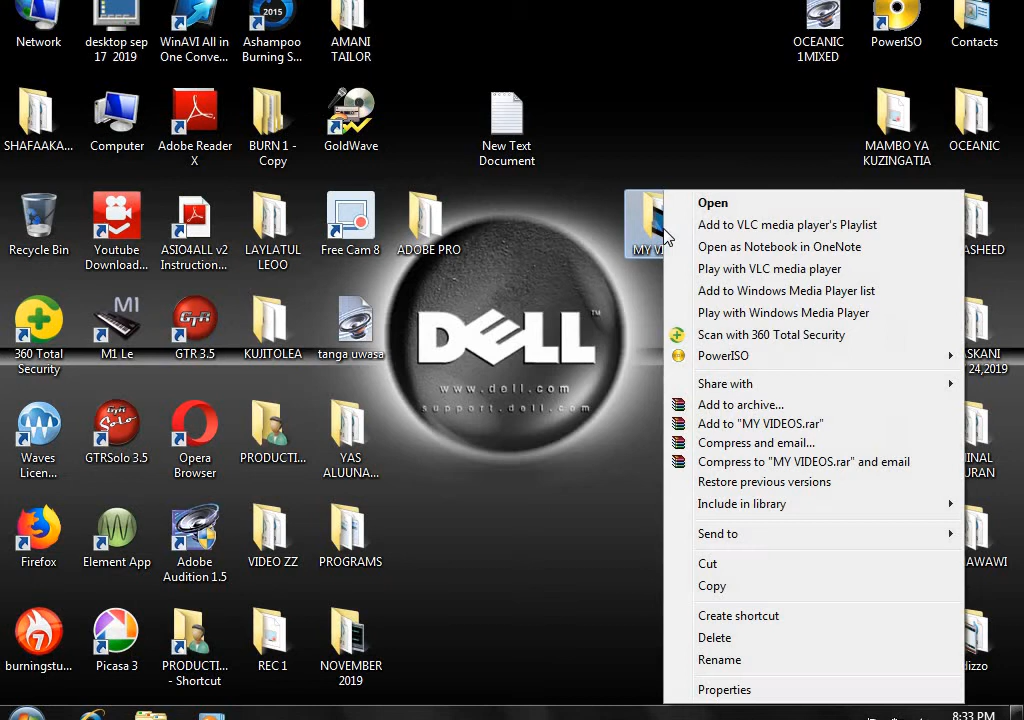 Network
desktop sep
17 2019
WinAVI All in
One Conve...
Ashampoo
Burning S...
AMANI
TAILOR
OCEANIC
1MIXED
PowerISO
Contacts
2015
SHAFAAKA...
Computer
Adobe Reader
X
BURN 1 -
Copy
GoldWave
New Text
Document
MAMBO YA
KUZINGATIA
OCEANIC
Recycle Bin
Youtube
Download...
ASIO4ALL v2
Instruction...
LAYLATUL
LEOO
Free Cam 8
ADOBE PRO
MY VI
ASHEED
360 Total
Security
M1
M1 Le
GTR
GTR 3.5
KUJITOLEA
tanga uwasa
ASKANI
24,2019
DELL™
www.dell.com
support.dell.com
Waves
Licen...
GTR
Solo
GTRSolo 3.5
Opera
Browser
PRODUCTI...
YAS
ALUUNA...
INAL
URAN
Firefox
Element App
Adobe
Audition 1.5
VIDEO ZZ
PROGRAMS
AWAWI
burningstu...
Picasa 3
PRODUCTI...
- Shortcut
REC 1
NOVEMBER
2019
dizzo
Open
Add to VLC media player's Playlist
Open as Notebook in OneNote
Play with VLC media player
Add to Windows Media Player list
Play with Windows Media Player
Scan with 360 Total Security
PowerISO
Share with
Add to archive...
Add to "MY VIDEOS.rar"
Compress and email...
Compress to "MY VIDEOS.rar" and email
Restore previous versions
Include in library
Send to
Cut
Copy
Create shortcut
Delete
Rename
Properties
8:33 PM